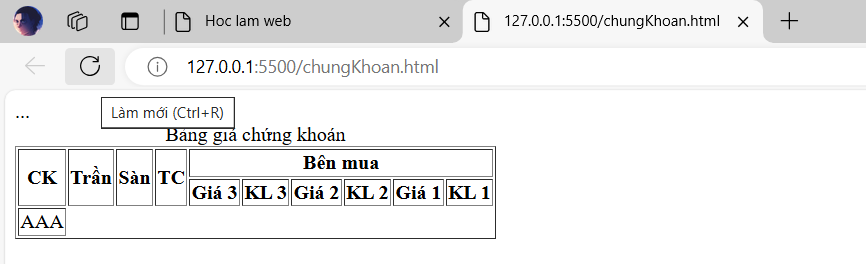 Hoc lam web
127.0.0.1:5500/chungKhoan.html
127.0.0.1:5500/chungKhoan.html
...
Làm mới (Ctrl+R)
Bảng giá chứng khoán
CK Trần Sàn TC Bên mua
Giá 3 KL 3 Giá 2 KL 2 Giá 1 KL 1
AAA